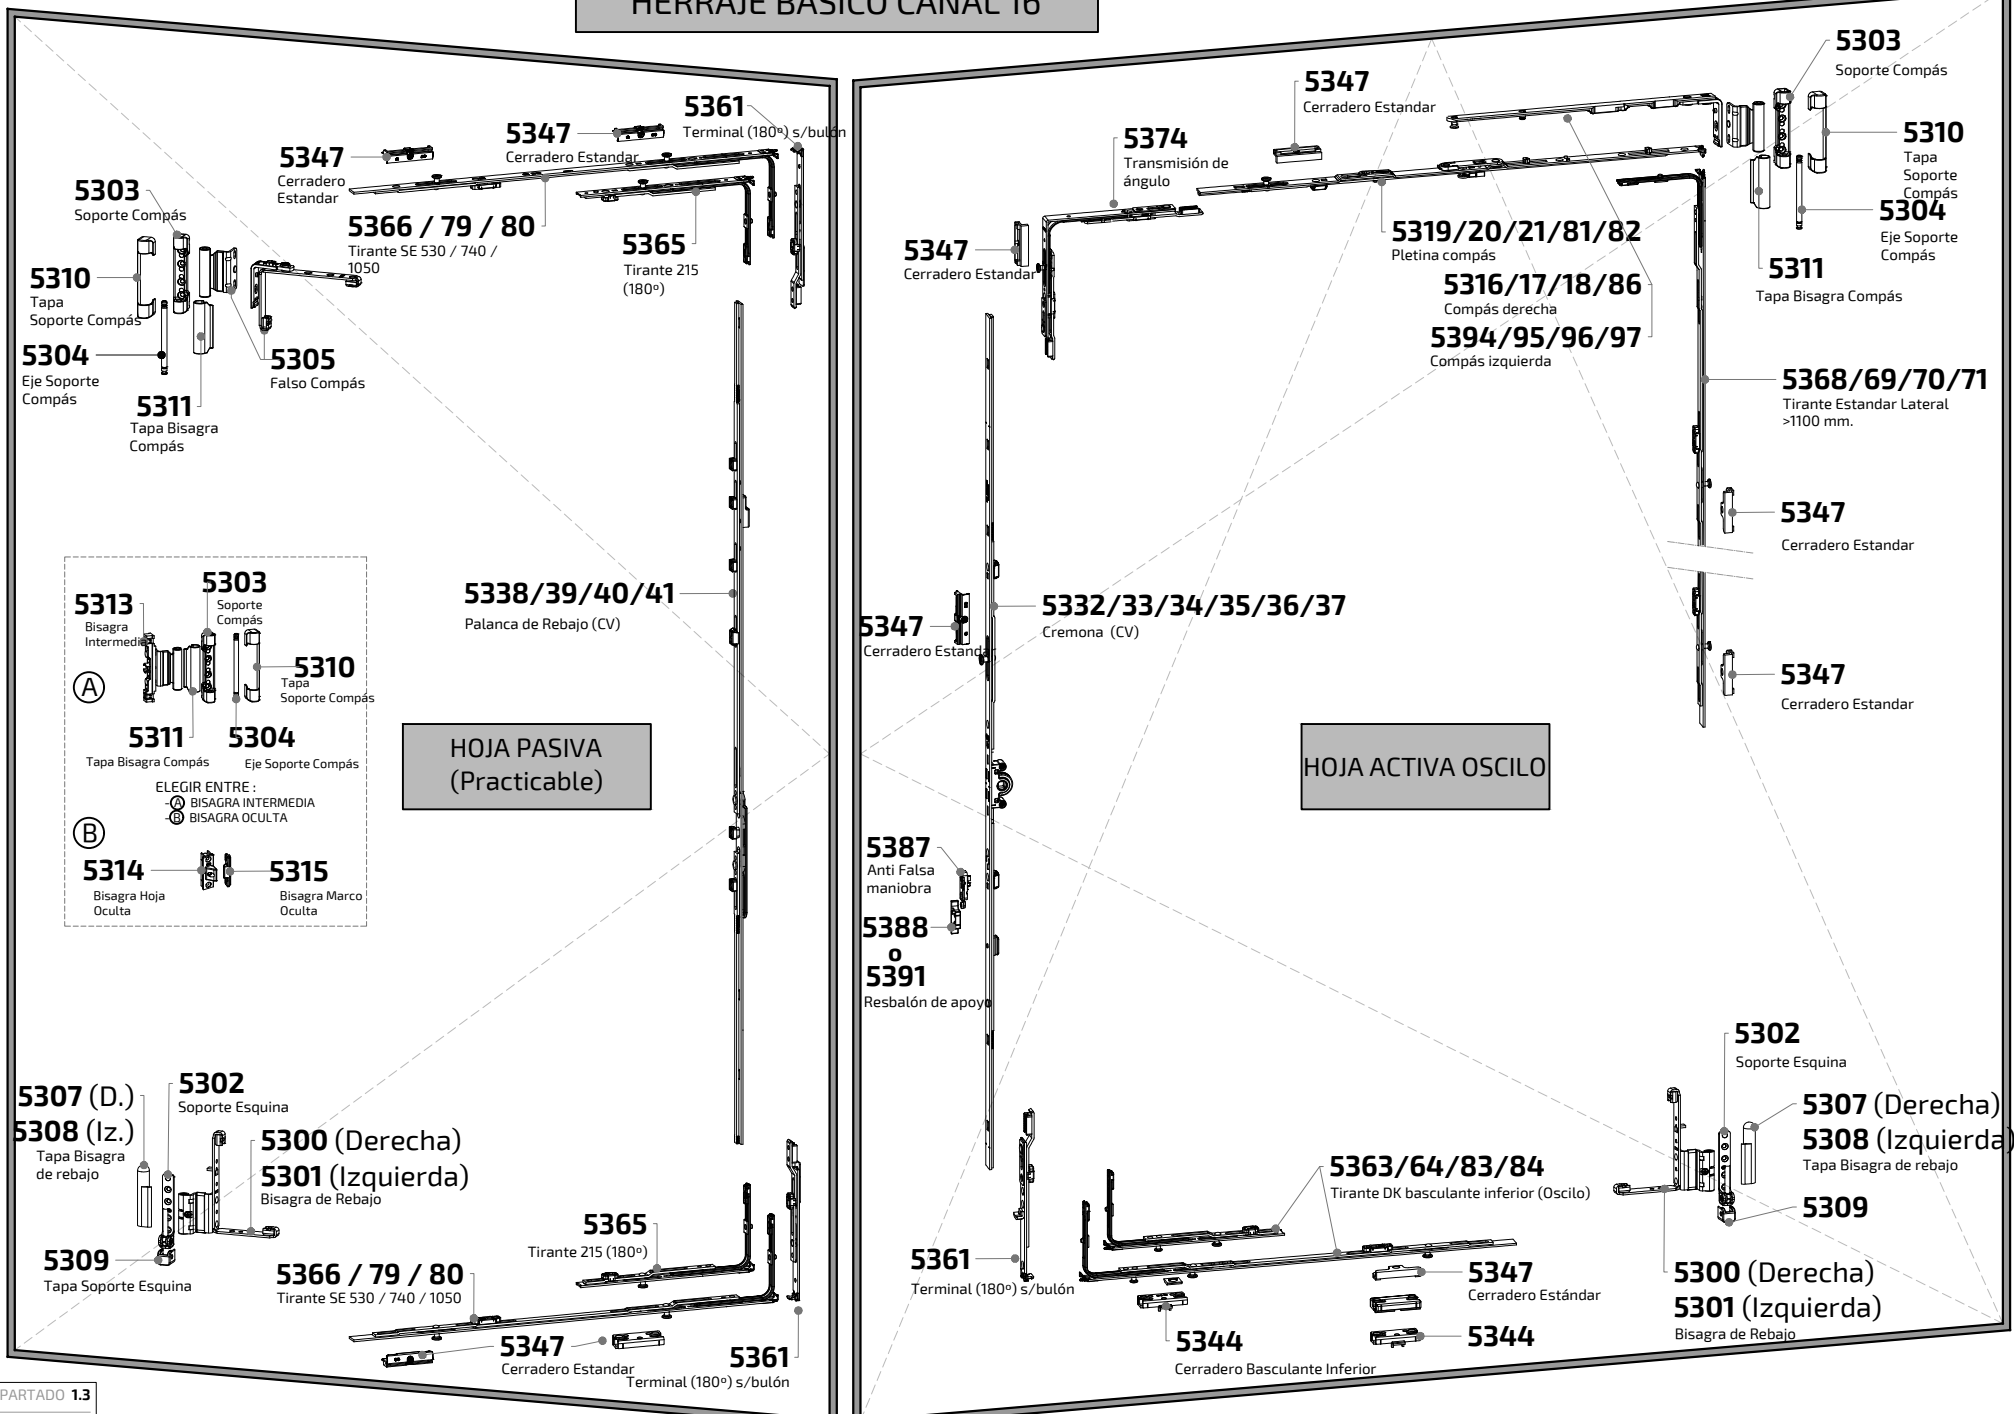 HERRAJE BÁSICO CANAL 16
5361
Terminal (180º) s/bulón
5347
Cerradero Estandar
5347
Cerradero
Estandar
5303
Soporte Compás
5366 / 79 / 80
Tirante SE 530 / 740 /
1050
5365
Tirante 215
(180º)
5310
Tapa
Soporte Compás
5304
Eje Soporte
Compás
5305
Falso Compás
5311
Tapa Bisagra
Compás
5338/39/40/41
Palanca de Rebajo (CV)
5303
Soporte
Compás
5313
Bisagra
Intermedia
5310
Tapa
Soporte Compás
A
5311
Tapa Bisagra Compás
5304
Eje Soporte Compás
ELEGIR ENTRE :
-A BISAGRA INTERMEDIA
-B BISAGRA OCULTA
B
5314
Bisagra Hoja
Oculta
5315
Bisagra Marco
Oculta
HOJA PASIVA
(Practicable)
5307 (D.)
5308 (Iz.)
Tapa Bisagra
de rebajo
5302
Soporte Esquina
5300 (Derecha)
5301 (Izquierda)
Bisagra de Rebajo
5309
Tapa Soporte Esquina
5365
Tirante 215 (180º)
5366 / 79 / 80
Tirante SE 530 / 740 / 1050
5347
Cerradero Estandar
5361
Terminal (180º) s/bulón
5303
Soporte Compás
5347
Cerradero Estandar
5374
Transmisión de
ángulo
5310
Tapa
Soporte
Compás
5304
Eje Soporte
Compás
5347
Cerradero Estandar
5319/20/21/81/82
Pletina compás
5311
Tapa Bisagra Compás
5316/17/18/86
Compás derecha
5394/95/96/97
Compás izquierda
5368/69/70/71
Tirante Estandar Lateral
>1100 mm.
5347
Cerradero Estandar
5332/33/34/35/36/37
Cremona (CV)
5347
Cerradero Estandar
5347
Cerradero Estandar
HOJA ACTIVA OSCILO
5387
Anti Falsa
maniobra
5388
o
5391
Resbalón de apoyo
5302
Soporte Esquina
5307 (Derecha)
5308 (Izquierda)
Tapa Bisagra de rebajo
5309
5363/64/83/84
Tirante DK basculante inferior (Oscilo)
5361
Terminal (180º) s/bulón
5347
Cerradero Estándar
5300 (Derecha)
5301 (Izquierda)
Bisagra de Rebajo
5344
Cerradero Basculante Inferior
5344
PARTADO 1.3